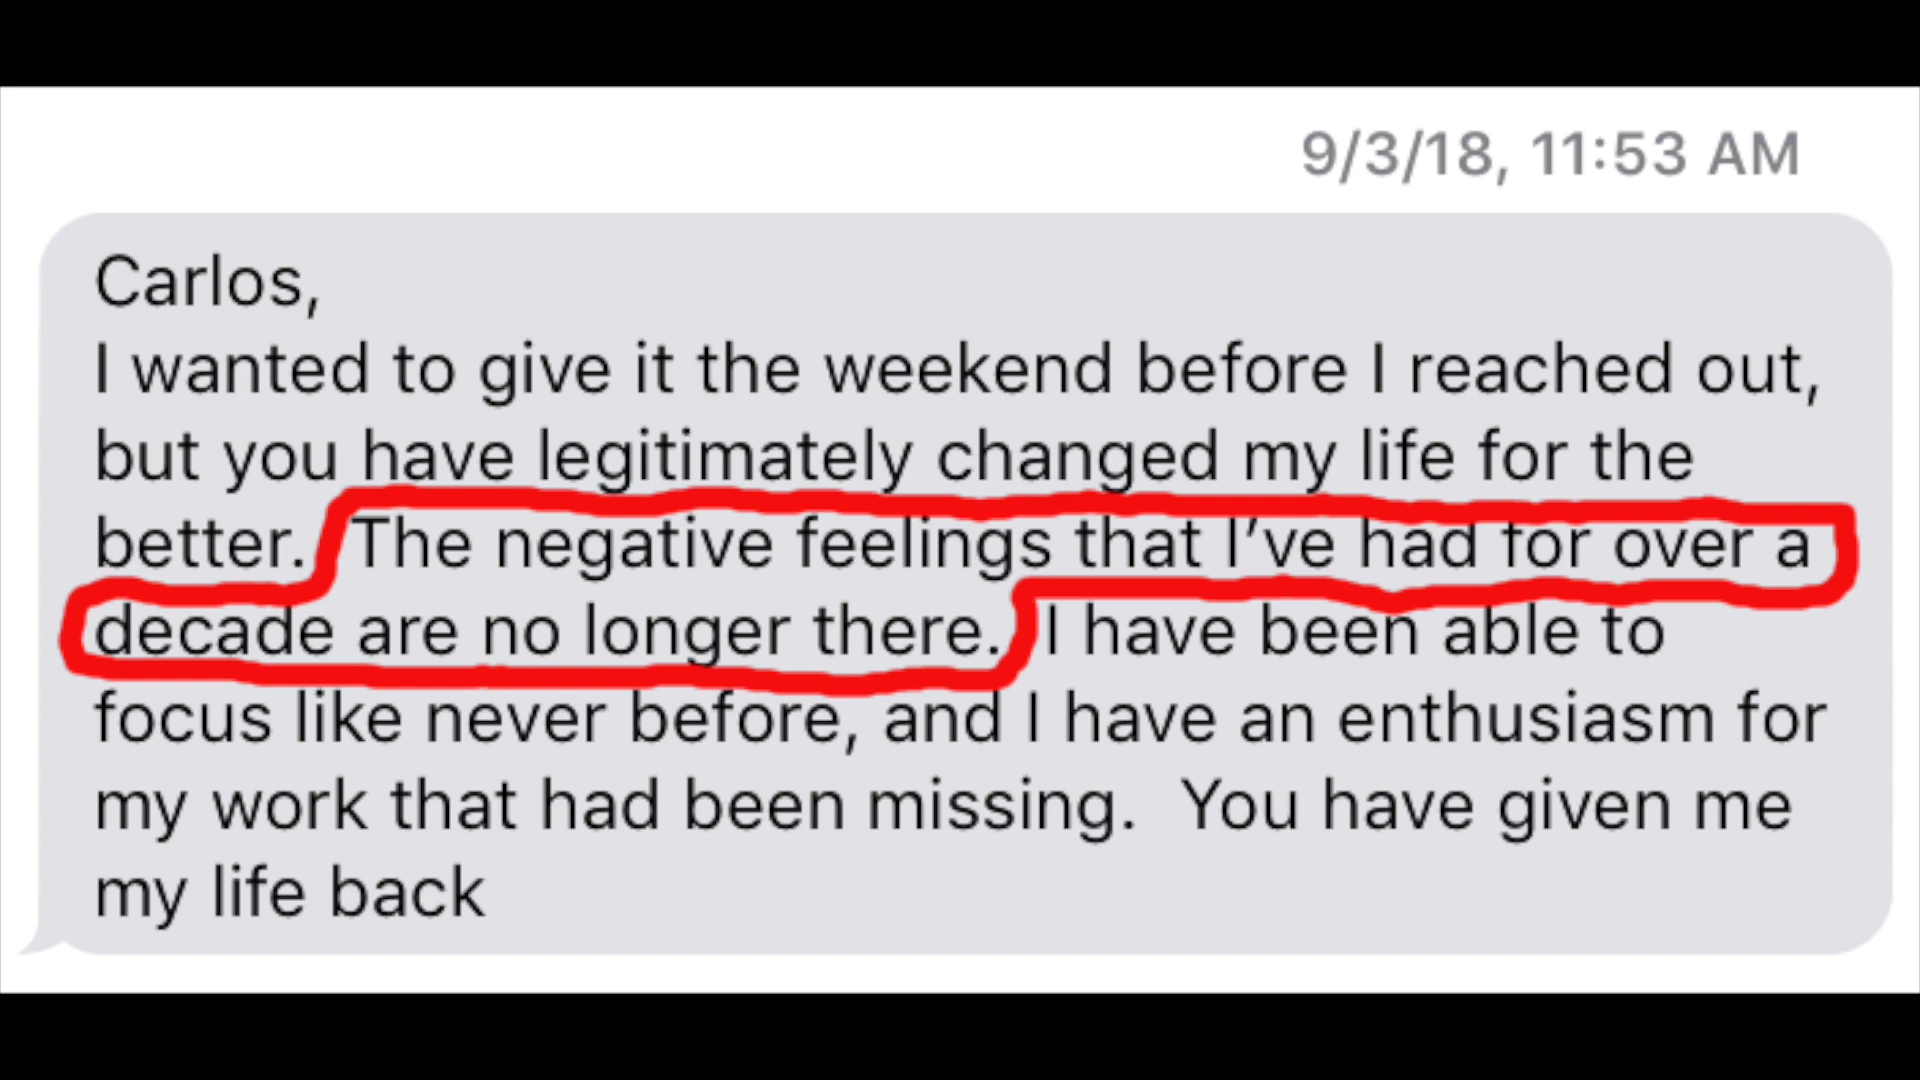 9/3/18, 11:53 AM
Carlos,
I wanted to give it the weekend before I reached out,
but you have legitimately changed my life for the
better.  The negative feelings that I’ve had for over a
decade are no longer there.  I have been able to
focus like never before, and I have an enthusiasm for
my work that had been missing.  You have given me
my life back